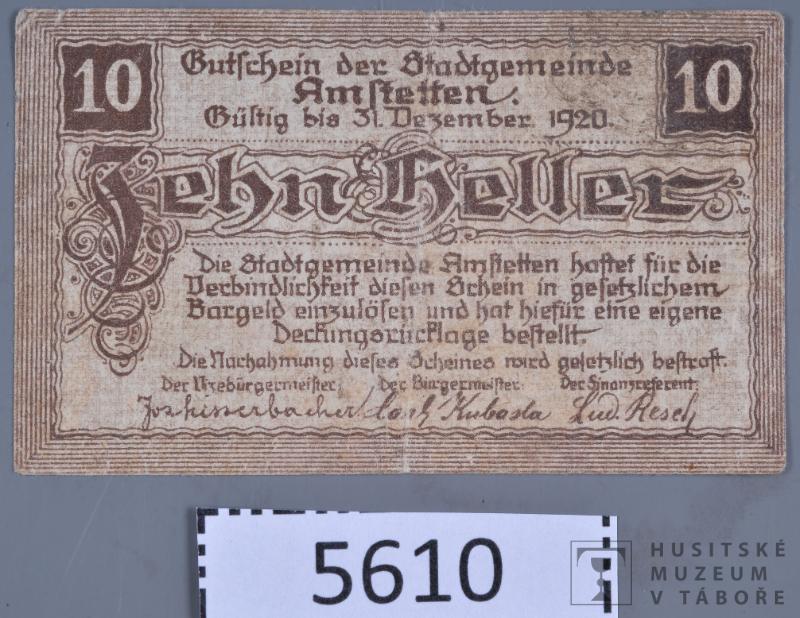 10 Gutschein der Stadtgemeinde 10
Amstetten.
Gültig bis 31. Dezember 1920.
Zehn Heller
Die Stadtgemeinde Amstetten haftet für die
Verbindlichkeit diesen Schein in gesetzlichem
Bargeld einzulösen und hat hiefür eine eigene
Deckungsrücklage bestellt.
Die Nachahmung dieses Scheines wird gesetzlich bestraft.
Der Vizebürgermeister: Der Bürgermeister: Der Finanzreferent:
Kubasta Lud Resch
5610
HUSITSKÉ
MUZEUM
V TÁBOŘE